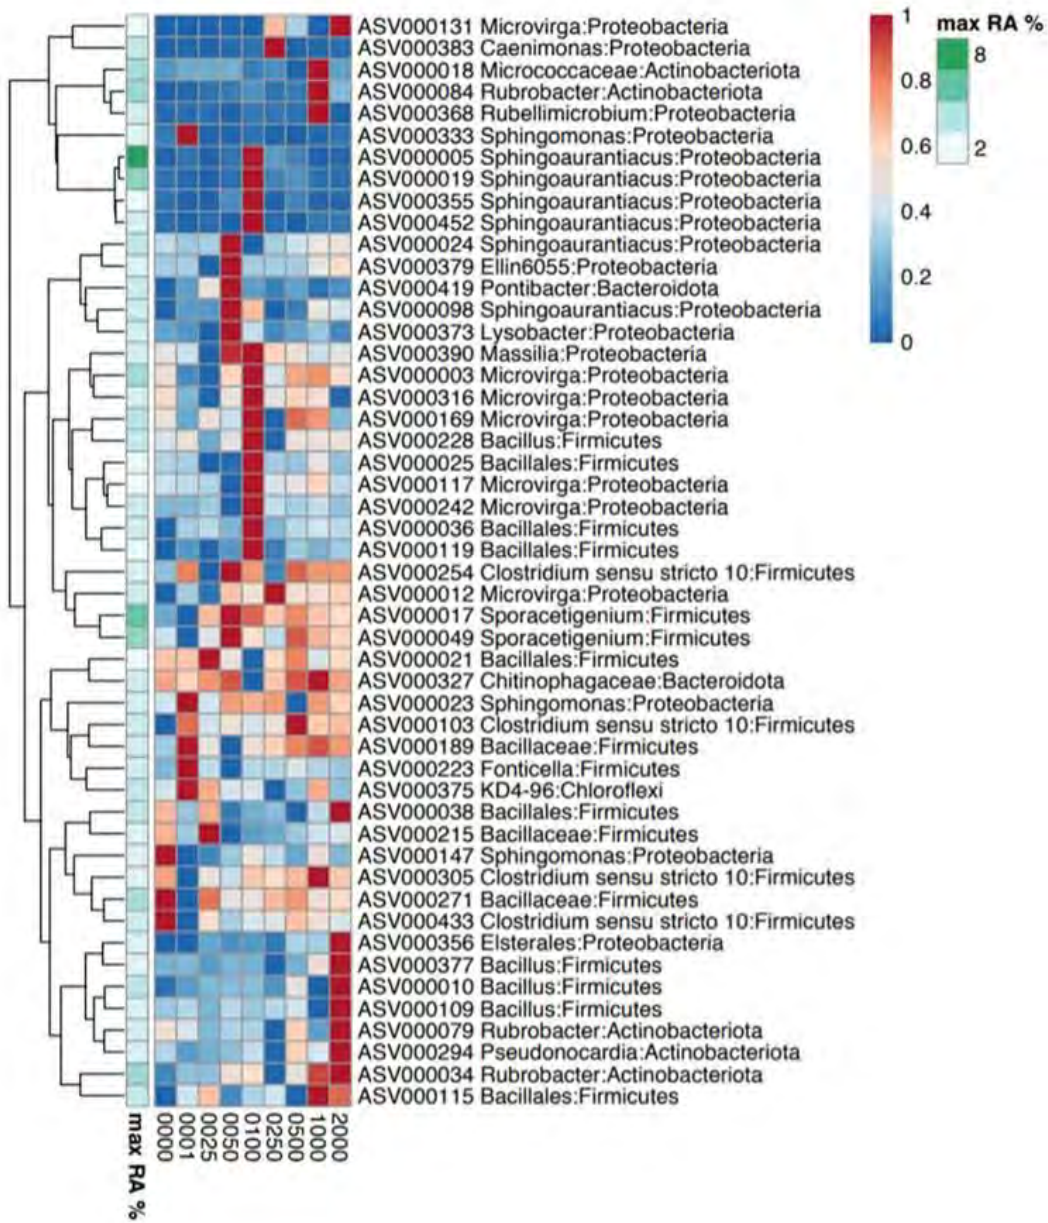 ASV000131 Microvirga:Proteobacteria
ASV000383 Caenimonas:Proteobacteria
ASV000018 Micrococcaceae:Actinobacteriota
ASV000084 Rubrobacter:Actinobacteriota
ASV000368 Rubellimicrobium:Proteobacteria
ASV000333 Sphingomonas:Proteobacteria
ASV000005 Sphingoaurantiacus:Proteobacteria
ASV000019 Sphingoaurantiacus:Proteobacteria
ASV000355 Sphingoaurantiacus:Proteobacteria
ASV000452 Sphingoaurantiacus:Proteobacteria
ASV000024 Sphingoaurantiacus:Proteobacteria
ASV000379 Ellin6055:Proteobacteria
ASV000419 Pontibacter:Bacteroidota
ASV000098 Sphingoaurantiacus:Proteobacteria
ASV000373 Lysobacter:Proteobacteria
ASV000390 Massilia:Proteobacteria
ASV000003 Microvirga:Proteobacteria
ASV000316 Microvirga:Proteobacteria
ASV000169 Microvirga:Proteobacteria
ASV000228 Bacillus:Firmicutes
ASV000025 Bacillales:Firmicutes
ASV000117 Microvirga:Proteobacteria
ASV000242 Microvirga:Proteobacteria
ASV000036 Bacillales:Firmicutes
ASV000119 Bacillales:Firmicutes
ASV000254 Clostridium sensu stricto 10:Firmicutes
ASV000012 Microvirga:Proteobacteria
ASV000017 Sporacetigenium:Firmicutes
ASV000049 Sporacetigenium:Firmicutes
ASV000021 Bacillales:Firmicutes
ASV000327 Chitinophagaceae:Bacteroidota
ASV000023 Sphingomonas:Proteobacteria
ASV000103 Clostridium sensu stricto 10:Firmicutes
ASV000189 Bacillaceae:Firmicutes
ASV000223 Fonticella:Firmicutes
ASV000375 KD4-96:Chloroflexi
ASV000038 Bacillales:Firmicutes
ASV000215 Bacillaceae:Firmicutes
ASV000147 Sphingomonas:Proteobacteria
ASV000305 Clostridium sensu stricto 10:Firmicutes
ASV000271 Bacillaceae:Firmicutes
ASV000433 Clostridium sensu stricto 10:Firmicutes
ASV000356 Elsterales:Proteobacteria
ASV000377 Bacillus:Firmicutes
ASV000010 Bacillus:Firmicutes
ASV000109 Bacillus:Firmicutes
ASV000079 Rubrobacter:Actinobacteriota
ASV000294 Pseudonocardia:Actinobacteriota
ASV000034 Rubrobacter:Actinobacteriota
ASV000115 Bacillales:Firmicutes
max RA %
0000
0001
0025
0050
0100
0250
0500
1000
2000
1
0.8
0.6
0.4
0.2
0
max RA %
8
2